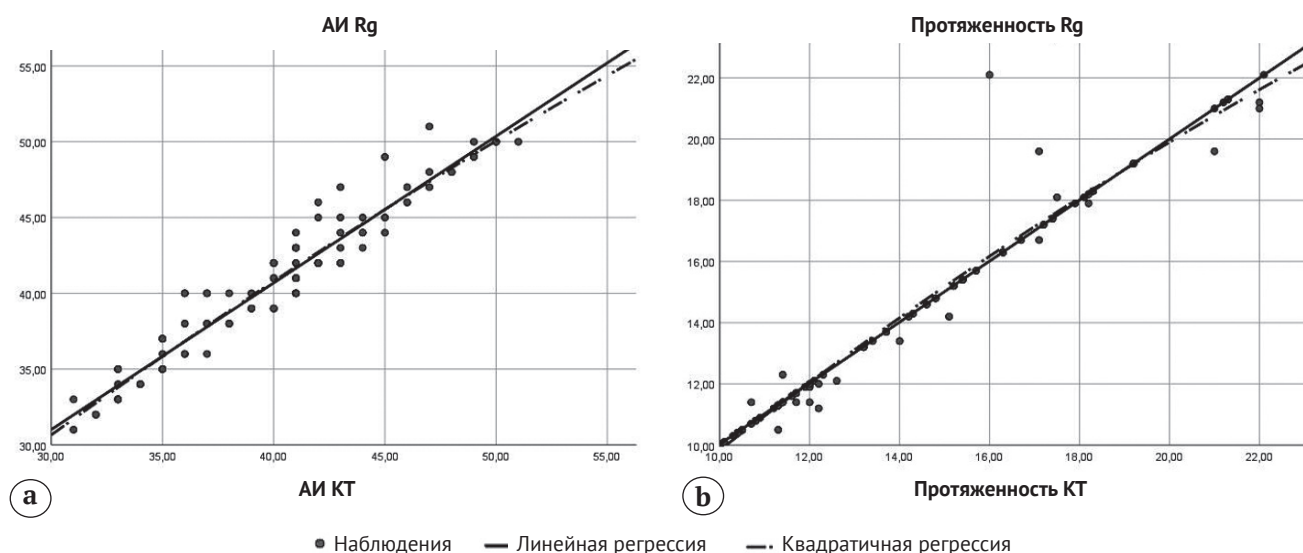 АИ Rg
55,00
50,00
45,00
40,00
35,00
30,00
30,00 35,00 40,00 45,00 50,00 55,00
a
АИ КТ
Протяженность Rg
22,00
20,00
18,00
16,00
14,00
12,00
10,00
10,00 12,00 14,00 16,00 18,00 20,00 22,00
b
Протяженность КТ
Наблюдения Линейная регрессия Квадратичная регрессия